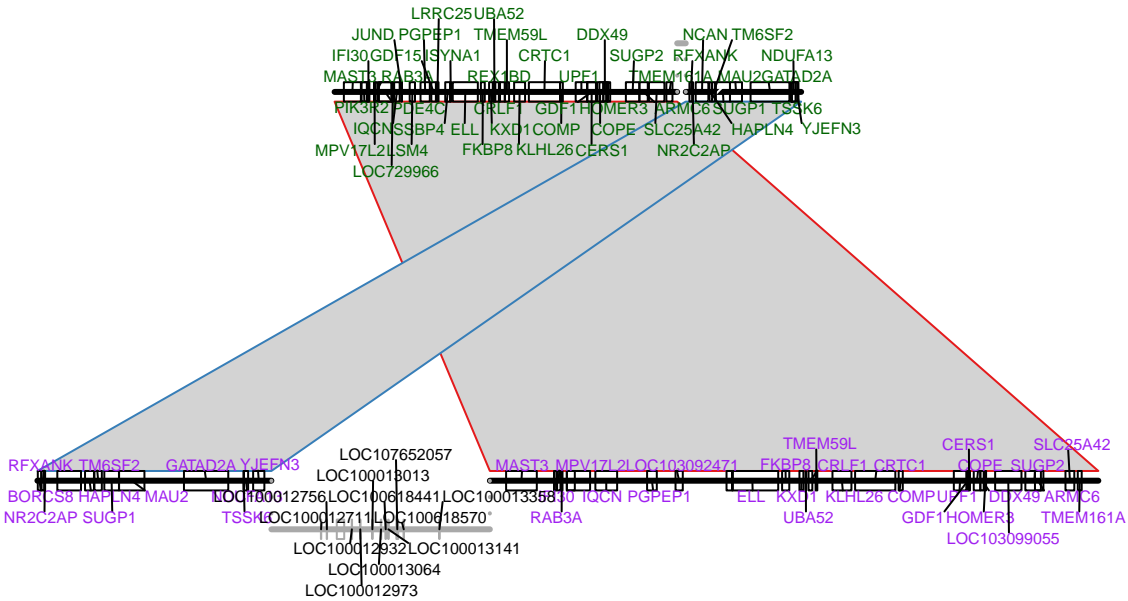 LRRC25 UBA52
JUND PGPEP1 TMEM59L DDX49 NCAN TM6SF2
IFI30 GDF15 ISYNA1 CRTC1 SUGP2 RFXANK NDUFA13
MAST3 RAB3A REX1BD UPF1 TMEM161A MAU2 GATAD2A
PIK3R2 PDE4C CRLF1 GDF1 HOMER3 ARMC6 SUGP1 TSSK6
IQCN SSBP4 ELL KXD1 COMP COPE SLC25A42 HAPLN4 YJEFN3
MPV17L2 LSM4 FKBP8 KLHL26 CERS1 NR2C2AP
LOC729966
TMEM59L CERS1 SLC25A42
LOC107652057
RFXANK TM6SF2 GATAD2A YJEFN3 MAST3 MPV17L2 LOC103092471 FKBP8 CRLF1 CRTC1 COPE SUGP2
LOC100013013
BORCS8 HAPLN4 MAU2 LOC100012756 LOC100618441 LOC100013358 IQCN PGPEP1 ELL KXD1 KLHL26 COMP UPF1 DDX49 ARMC6
NR2C2AP SUGP1 TSSK6 LOC100012711 LOC100618570 RAB3A UBA52 GDF1 HOMER3 TMEM161A
LOC103099055
LOC100012932 LOC100013141
LOC100013064
LOC100012973